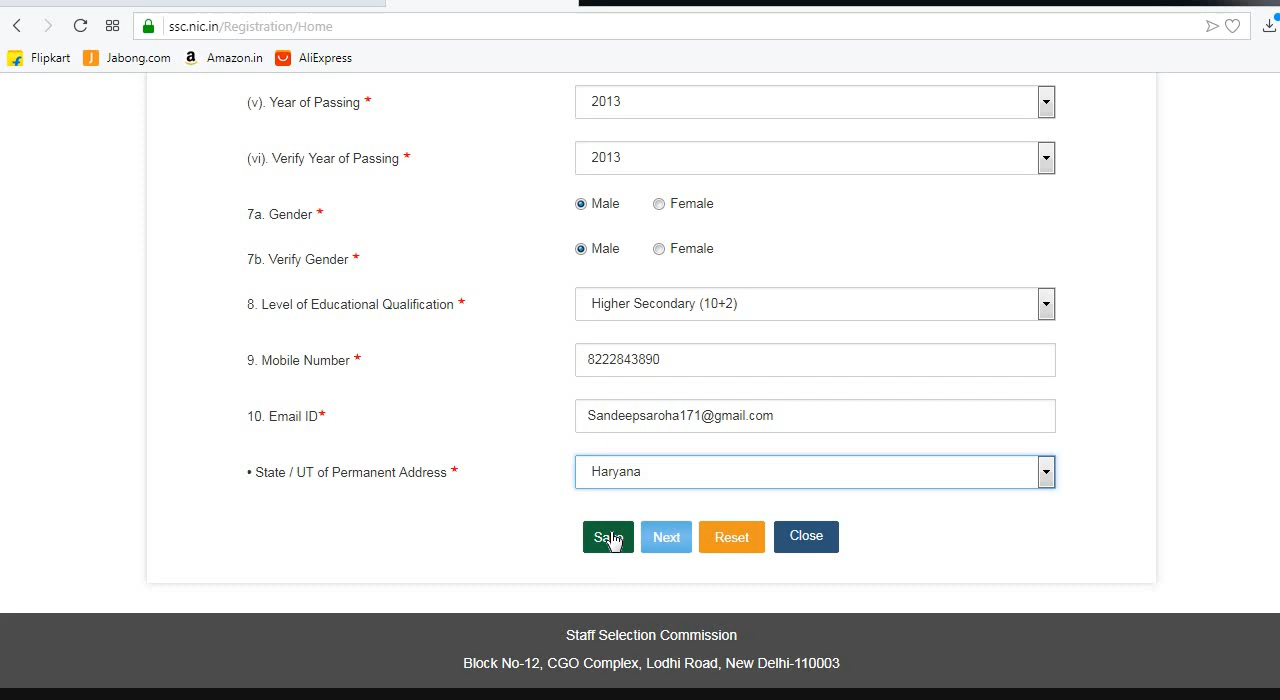 ssc.nic.in/Registration/Home
Flipkart Jabong.com Amazon.in AliExpress
(v). Year of Passing * 2013
(vi). Verify Year of Passing * 2013
7a. Gender * Male Female
7b. Verify Gender * Male Female
8. Level of Educational Qualification * Higher Secondary (10+2)
9. Mobile Number * 8222843890
10. Email ID* Sandeepsaroha171@gmail.com
• State / UT of Permanent Address * Haryana
Next Reset Close
Staff Selection Commission
Block No-12, CGO Complex, Lodhi Road, New Delhi-110003